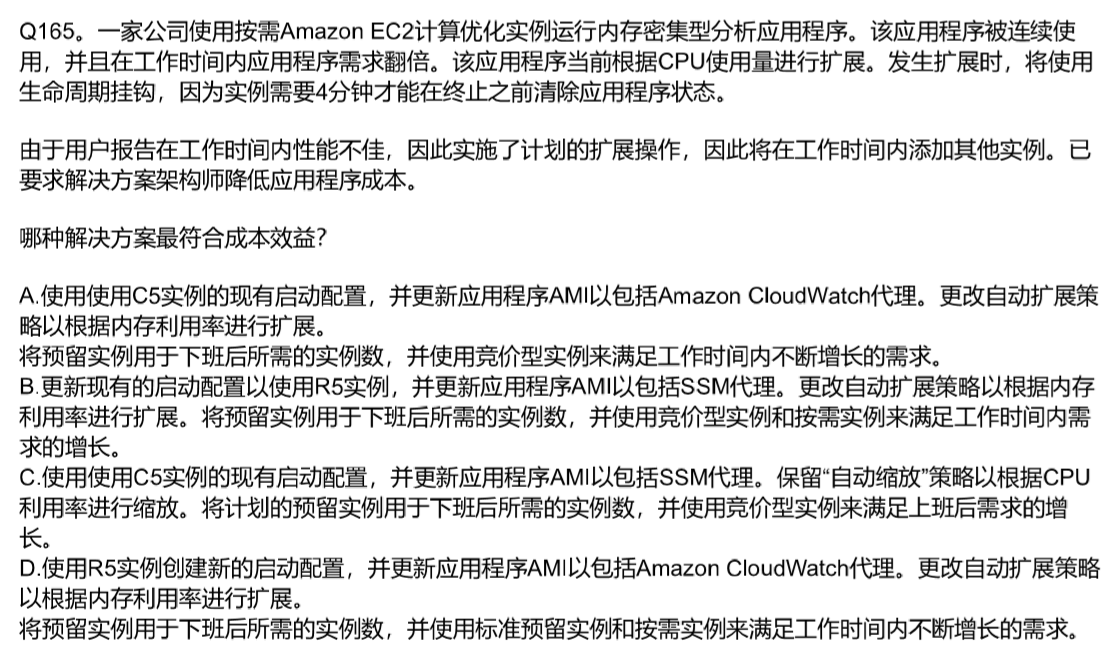 Q165。一家公司使用按需Amazon EC2计算优化实例运行内存密集型分析应用程序。该应用程序被连续使
用，并且在工作时间内应用程序需求翻倍。该应用程序当前根据CPU使用量进行扩展。发生扩展时，将使用
生命周期挂钩，因为实例需要4分钟才能在终止之前清除应用程序状态。
由于用户报告在工作时间内性能不佳，因此实施了计划的扩展操作，因此将在工作时间内添加其他实例。已
要求解决方案架构师降低应用程序成本。
哪种解决方案最符合成本效益？
A.使用使用C5实例的现有启动配置，并更新应用程序AMI以包括Amazon CloudWatch代理。更改自动扩展策
略以根据内存利用率进行扩展。
将预留实例用于下班后所需的实例数，并使用竞价型实例来满足工作时间内不断增长的需求。
B.更新现有的启动配置以使用R5实例，并更新应用程序AMI以包括SSM代理。更改自动扩展策略以根据内存
利用率进行扩展。将预留实例用于下班后所需的实例数，并使用竞价型实例和按需实例来满足工作时间内需
求的增长。
C.使用使用C5实例的现有启动配置，并更新应用程序AMI以包括SSM代理。保留“自动缩放”策略以根据CPU
利用率进行缩放。将计划的预留实例用于下班后所需的实例数，并使用竞价型实例来满足上班后需求的增
长。
D.使用R5实例创建新的启动配置，并更新应用程序AMI以包括Amazon CloudWatch代理。更改自动扩展策略
以根据内存利用率进行扩展。
将预留实例用于下班后所需的实例数，并使用标准预留实例和按需实例来满足工作时间内不断增长的需求。